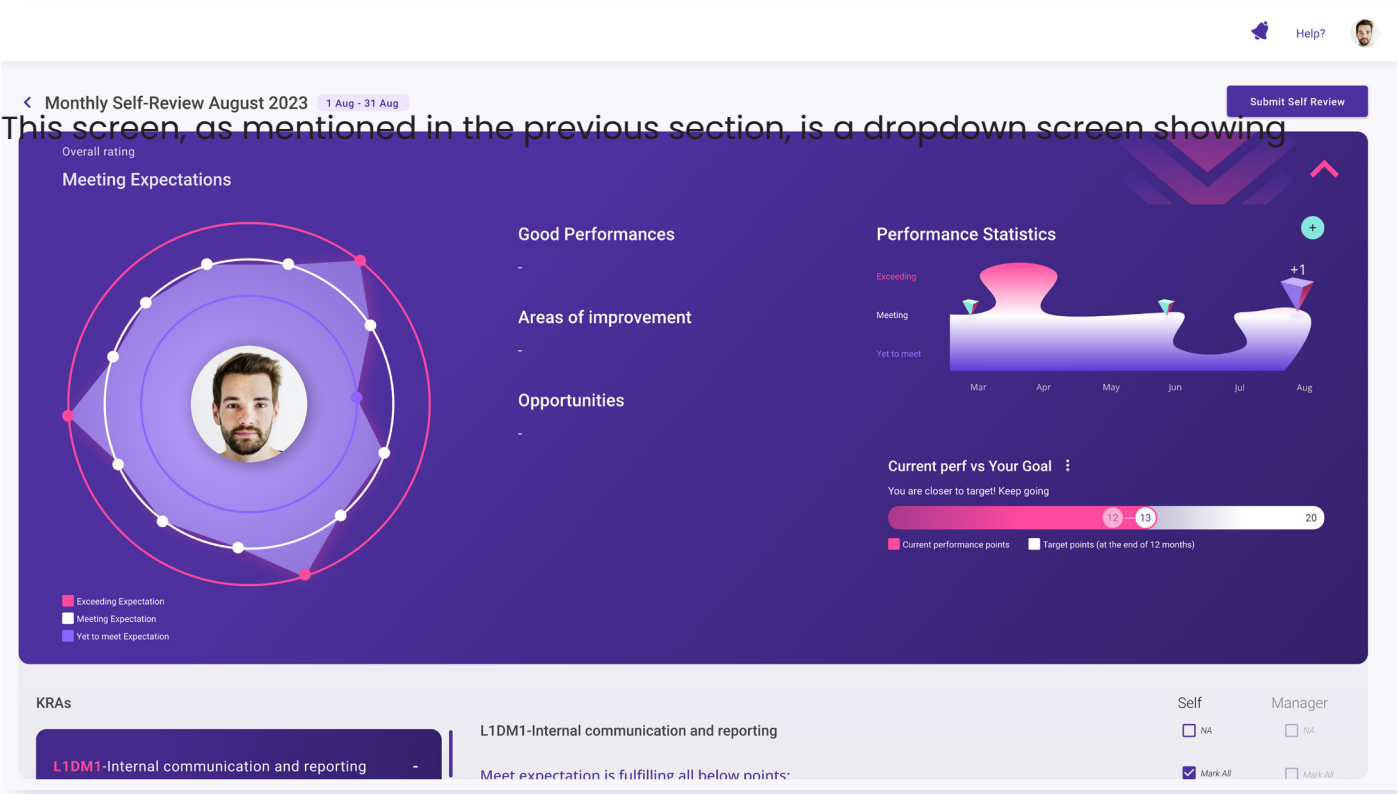 Help?
Monthly Self-Review August 2023 1 Aug - 31 Aug
Submit Self Review
This screen, as mentioned in the previous section, is a dropdown screen showing
Overall rating
Meeting Expectations
Good Performances
-
Areas of improvement
-
Opportunities
-
Performance Statistics
+
+1
Exceeding
Meeting
Yet to meet
Mar Apr May Jun Jul Aug
Current perf vs Your Goal
You are closer to target! Keep going
12 13 20
Current performance points Target points (at the end of 12 months)
Exceeding Expectation
Meeting Expectation
Yet to meet Expectation
KRAs
Self Manager
L1DM1-Internal communication and reporting
NA NA
L1DM1-Internal communication and reporting -
Meet expectation is fulfilling all below points:
Mark All Mark All